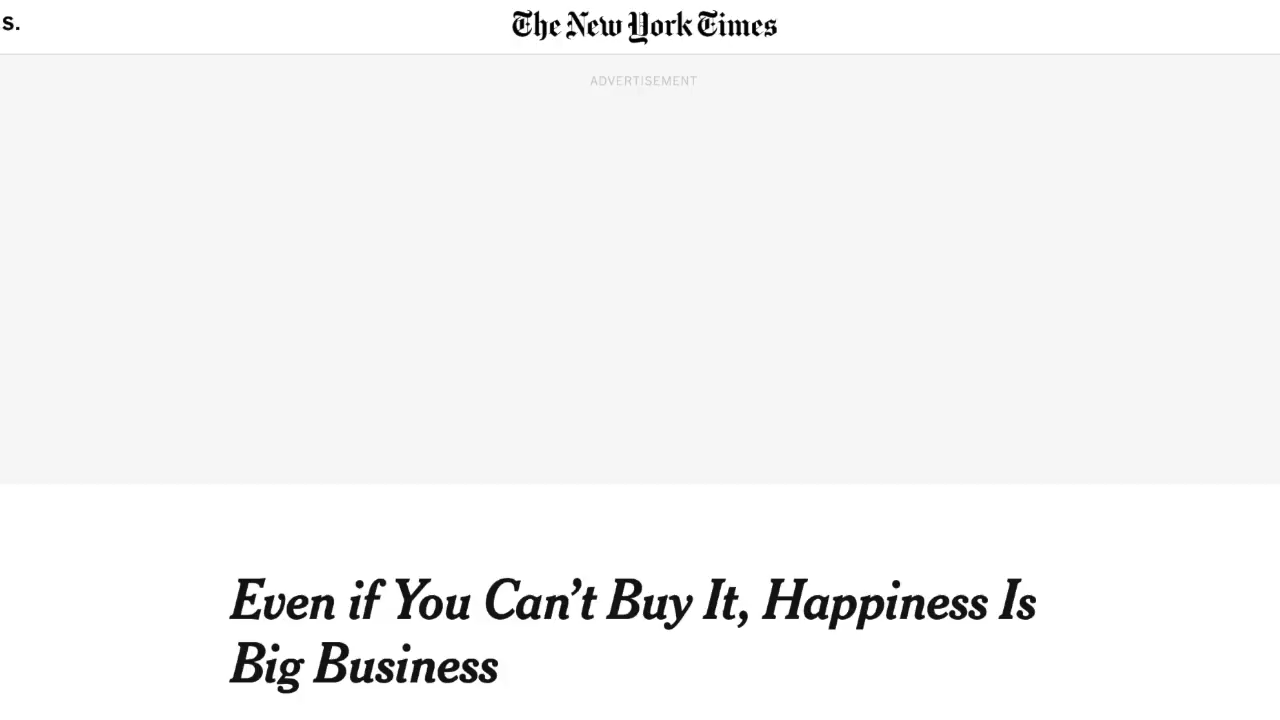 s.
The New York Times
ADVERTISEMENT
Even if You Can’t Buy It, Happiness Is
Big Business